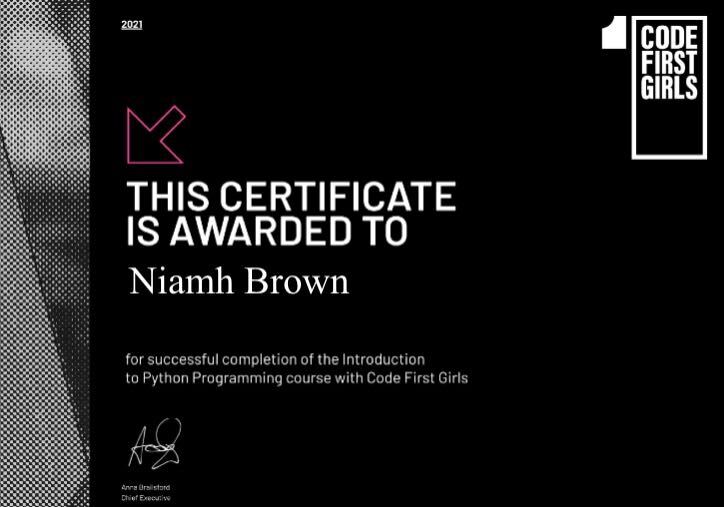 2021
CODE
FIRST
GIRLS
THIS CERTIFICATE
IS AWARDED TO
Niamh Brown
for successful completion of the Introduction
to Python Programming course with Code First Girls
Anna Brailsford
Chief Executive